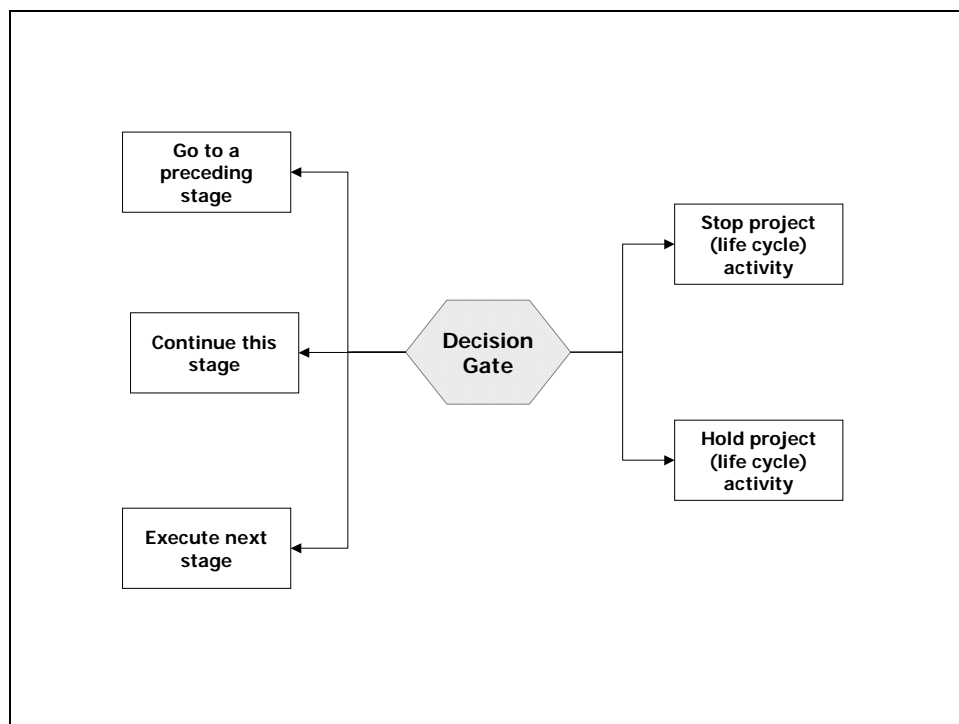 Go to a
preceding
stage
Continue this
stage
Execute next
stage
Decision
Gate
Stop project
(life cycle)
activity
Hold project
(life cycle)
activity